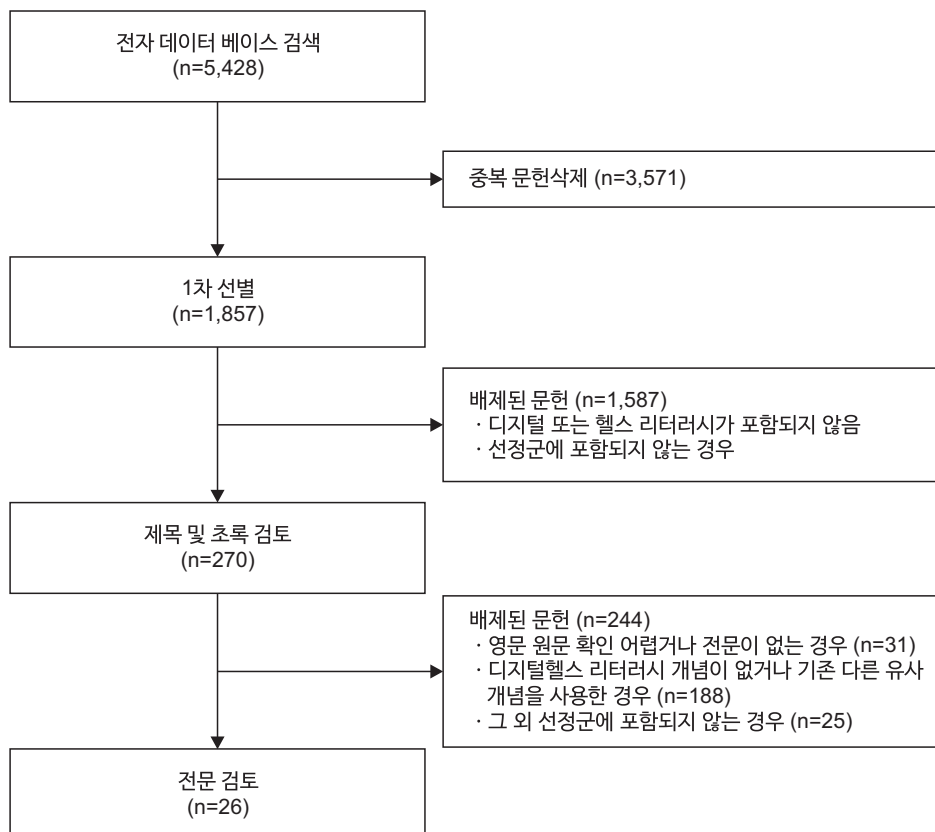 전자 데이터 베이스 검색
(n=5,428)
중복 문헌삭제 (n=3,571)
1차 선별
(n=1,857)
배제된 문헌 (n=1,587)
· 디지털 또는 헬스 리터러시가 포함되지 않음
· 선정군에 포함되지 않는 경우
제목 및 초록 검토
(n=270)
배제된 문헌 (n=244)
· 영문 원문 확인 어렵거나 전문이 없는 경우 (n=31)
· 디지털헬스 리터러시 개념이 없거나 기존 다른 유사
개념을 사용한 경우 (n=188)
· 그 외 선정군에 포함되지 않는 경우 (n=25)
전문 검토
(n=26)